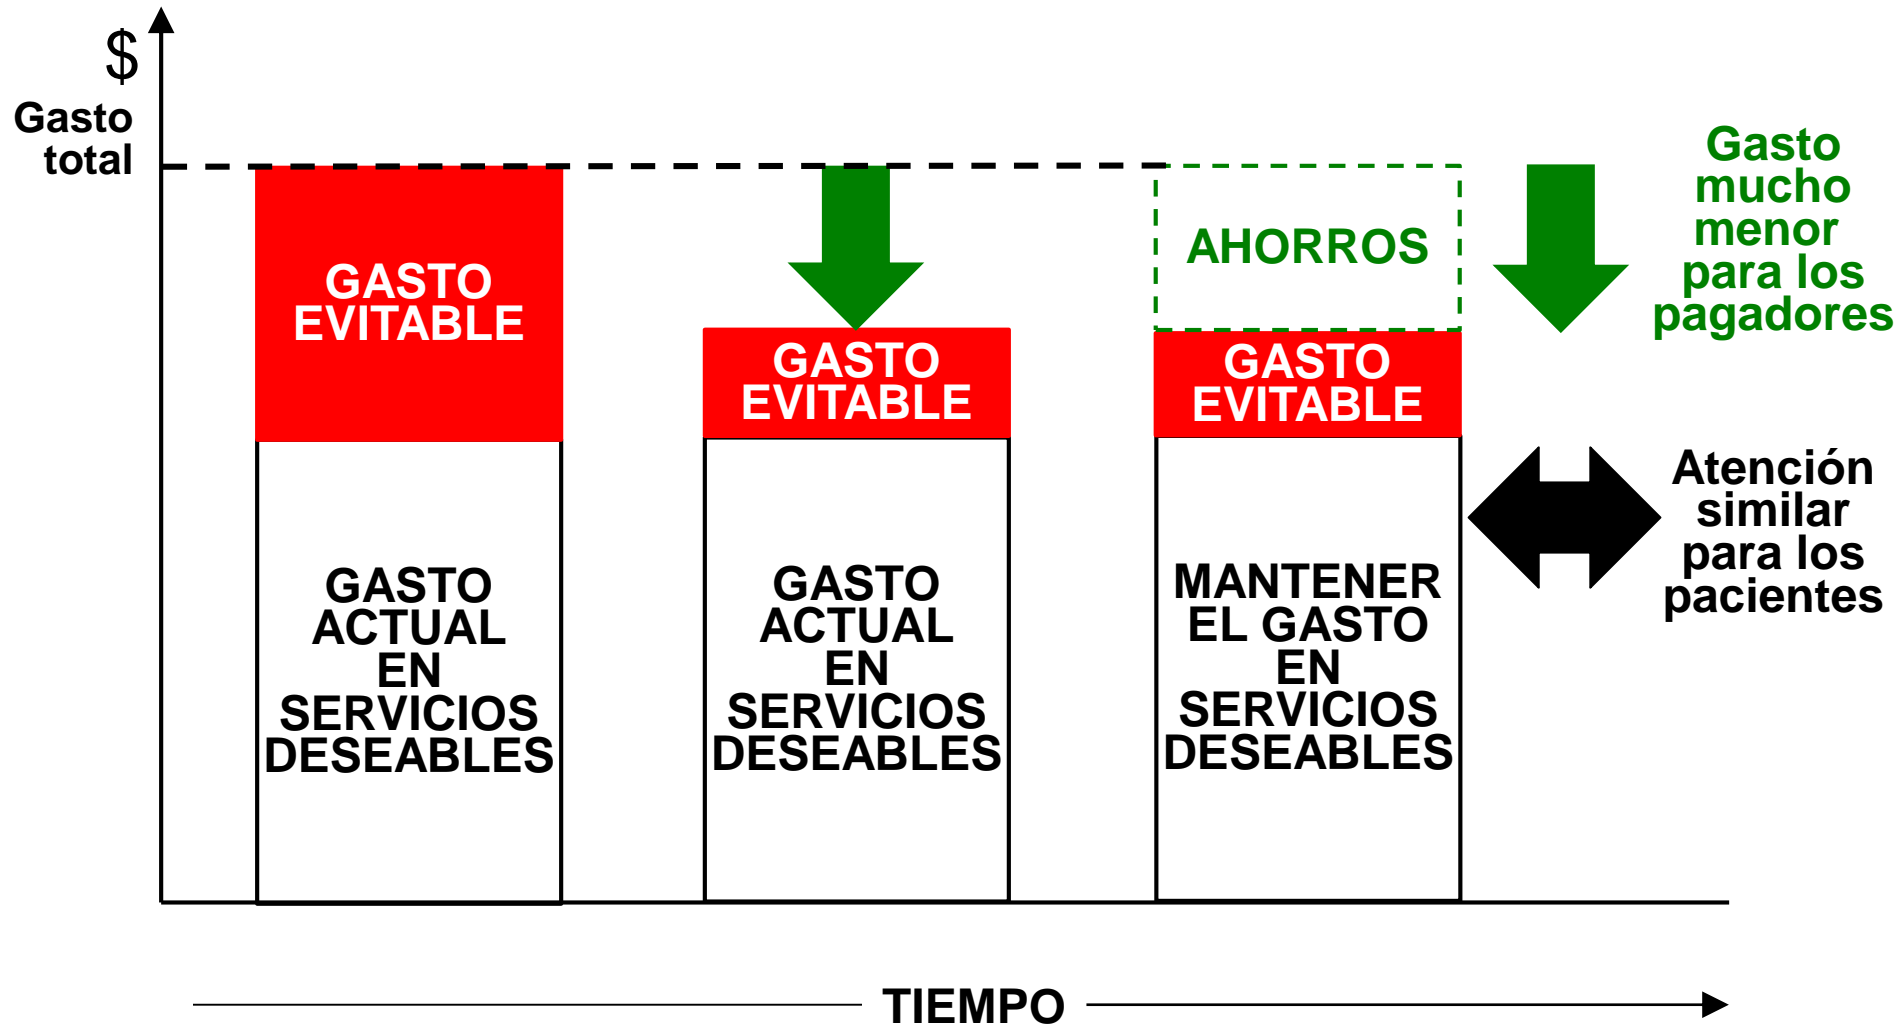 $
Gasto
total
GASTO
EVITABLE
GASTO
ACTUAL
EN
SERVICIOS
DESEABLES
GASTO
EVITABLE
GASTO
ACTUAL
EN
SERVICIOS
DESEABLES
AHORROS
GASTO
EVITABLE
MANTENER
EL GASTO
EN
SERVICIOS
DESEABLES
Gasto
mucho
menor
para los
pagadores
Atención
similar
para los
pacientes
TIEMPO